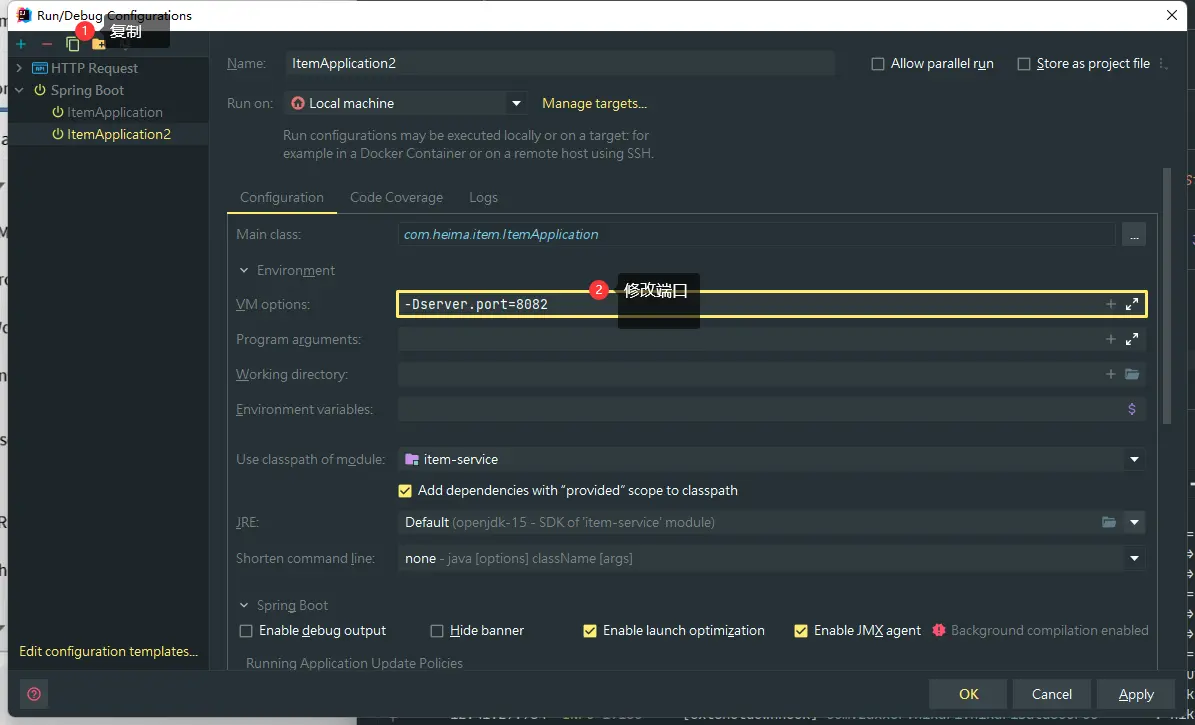 Run/Debug Configurations
1
复制
HTTP Request
Spring Boot
ItemApplication
ItemApplication2
Edit configuration templates...
Name:
ItemApplication2
Allow parallel run
Store as project file
Run on:
Local machine
Manage targets...
Run configurations may be executed locally or on a target: for
example in a Docker Container or on a remote host using SSH.
Configuration Code Coverage Logs
Main class:
com.heima.item.ItemApplication
...
Environment
VM options:
-Dserver.port=8082
2
修改端口
Program arguments:
Working directory:
Environment variables:
$
Use classpath of module:
item-service
Add dependencies with “provided” scope to classpath
JRE:
Default (openjdk-15 - SDK of 'item-service' module)
Shorten command line:
none - java [options] className [args]
Spring Boot
Enable debug output
Hide banner
Enable launch optimization
Enable JMX agent
Background compilation enabled
Running Application Update Policies
?
OK
Cancel
Apply